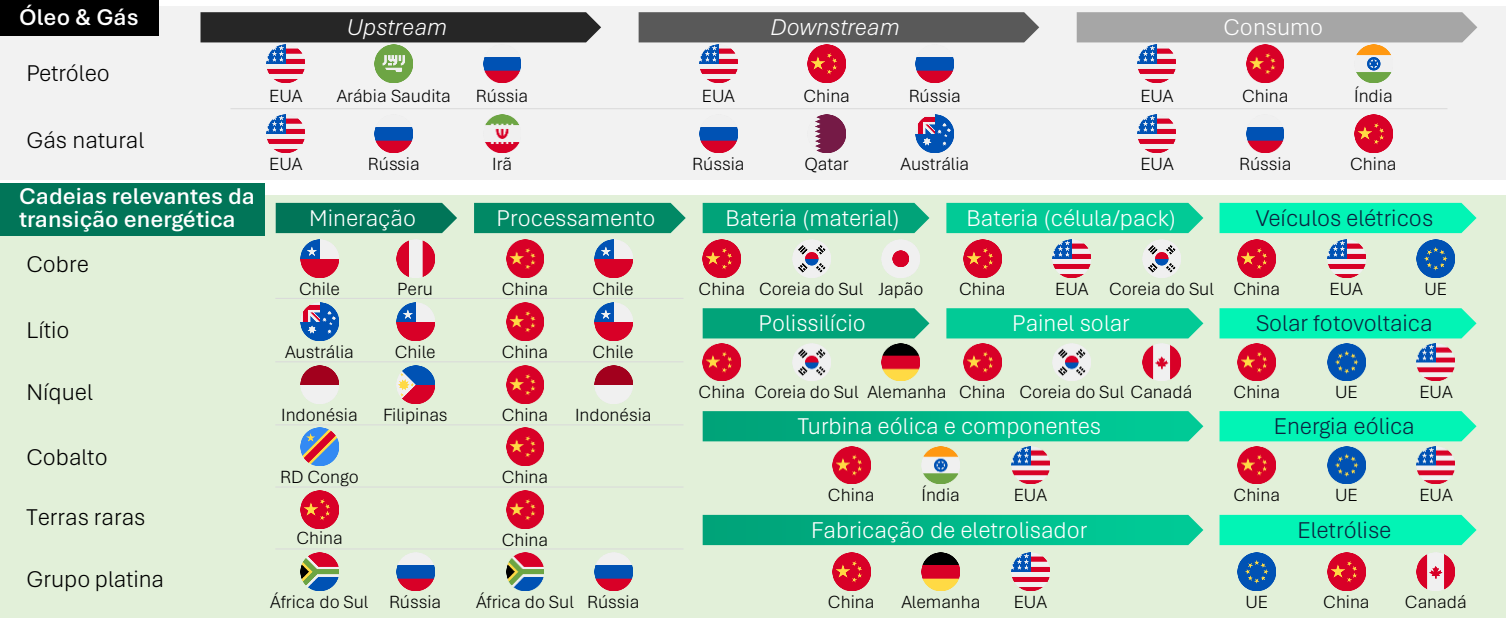 Óleo & Gás
Upstream Downstream Consumo
Petróleo
EUA Arábia Saudita Rússia EUA China Rússia EUA China Índia
Gás natural
EUA Rússia Irã Rússia Qatar Austrália EUA Rússia China
Cadeias relevantes da
transição energética
Mineração Processamento Bateria (material) Bateria (célula/pack) Veículos elétricos
Cobre
Chile Peru China Chile China Coreia do Sul Japão China EUA Coreia do Sul China EUA UE
Polissilício Painel solar Solar fotovoltaica
Lítio
Austrália Chile China Chile
Níquel
China Coreia do Sul Alemanha China Coreia do Sul Canadá China UE EUA
Indonésia Filipinas China Indonésia
Turbina eólica e componentes Energia eólica
Cobalto
RD Congo China
China Índia EUA China UE EUA
Terras raras
China China
Fabricação de eletrolisador Eletrólise
Grupo platina
África do Sul Rússia África do Sul Rússia China Alemanha EUA UE China Canadá